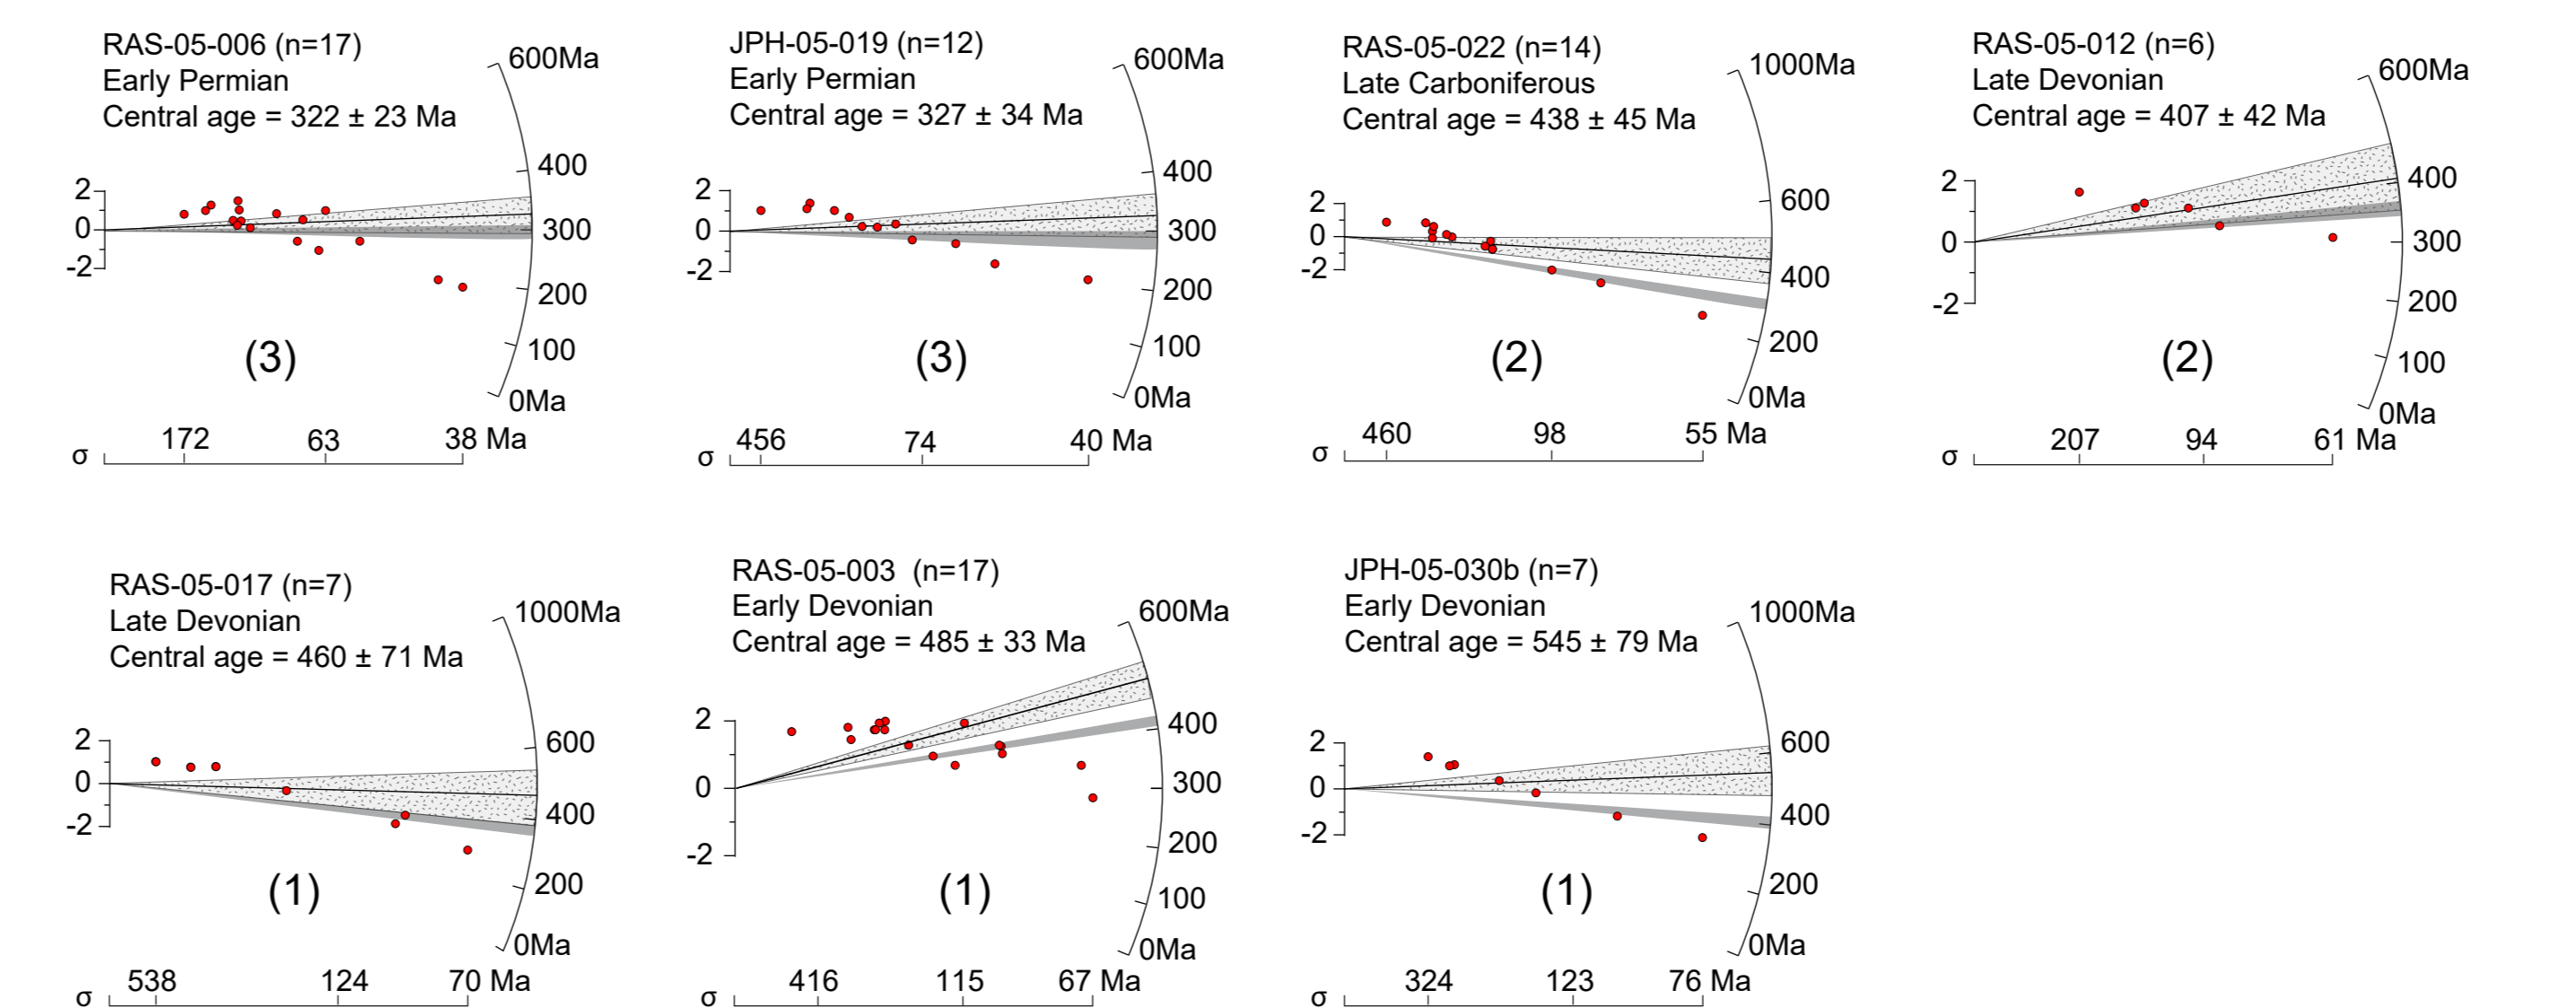 RAS-05-006 (n=17)
Early Permian
Central age = 322 ± 23 Ma
600Ma
400
300
200
100
0Ma
2
0
-2
(3)
172 63 38 Ma
σ
JPH-05-019 (n=12)
Early Permian
Central age = 327 ± 34 Ma
600Ma
400
300
200
100
0Ma
2
0
-2
(3)
456 74 40 Ma
σ
RAS-05-022 (n=14)
Late Carboniferous
Central age = 438 ± 45 Ma
1000Ma
600
400
200
0Ma
2
0
-2
(2)
460 98 55 Ma
σ
RAS-05-012 (n=6)
Late Devonian
Central age = 407 ± 42 Ma
600Ma
400
300
200
100
0Ma
2
0
-2
(2)
207 94 61 Ma
σ
RAS-05-017 (n=7)
Late Devonian
Central age = 460 ± 71 Ma
1000Ma
600
400
200
0Ma
2
0
-2
(1)
538 124 70 Ma
σ
RAS-05-003 (n=17)
Early Devonian
Central age = 485 ± 33 Ma
600Ma
400
300
200
100
0Ma
2
0
-2
(1)
416 115 67 Ma
σ
JPH-05-030b (n=7)
Early Devonian
Central age = 545 ± 79 Ma
1000Ma
600
400
200
0Ma
2
0
-2
(1)
324 123 76 Ma
σ